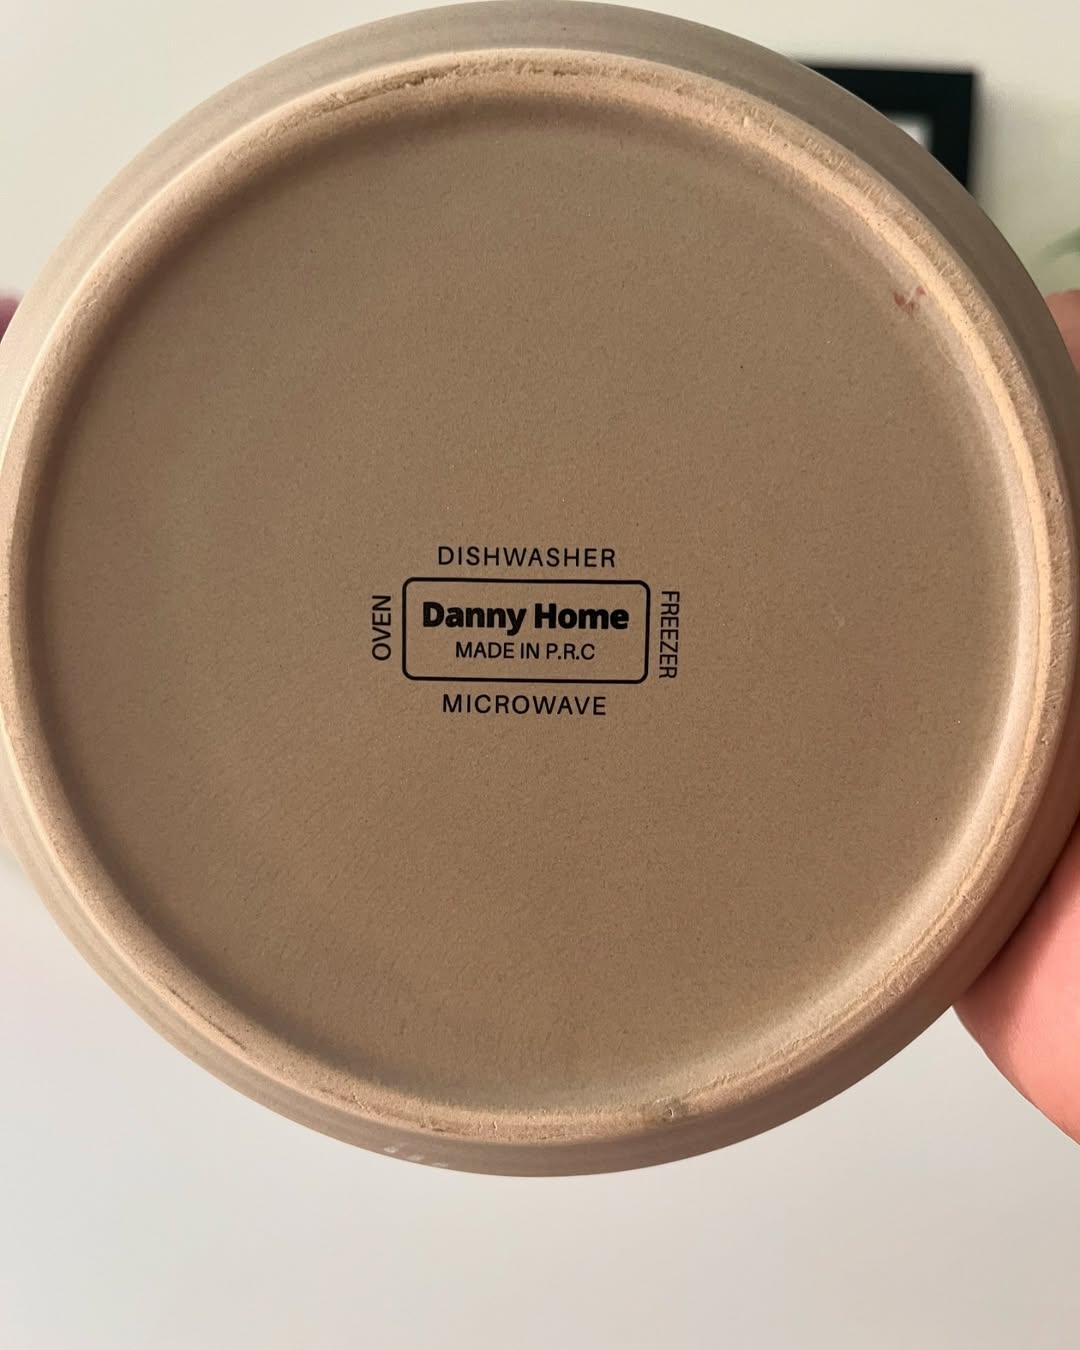 DISHWASHER
OVEN
Danny Home
MADE IN P.R.C
FREEZER
MICROWAVE